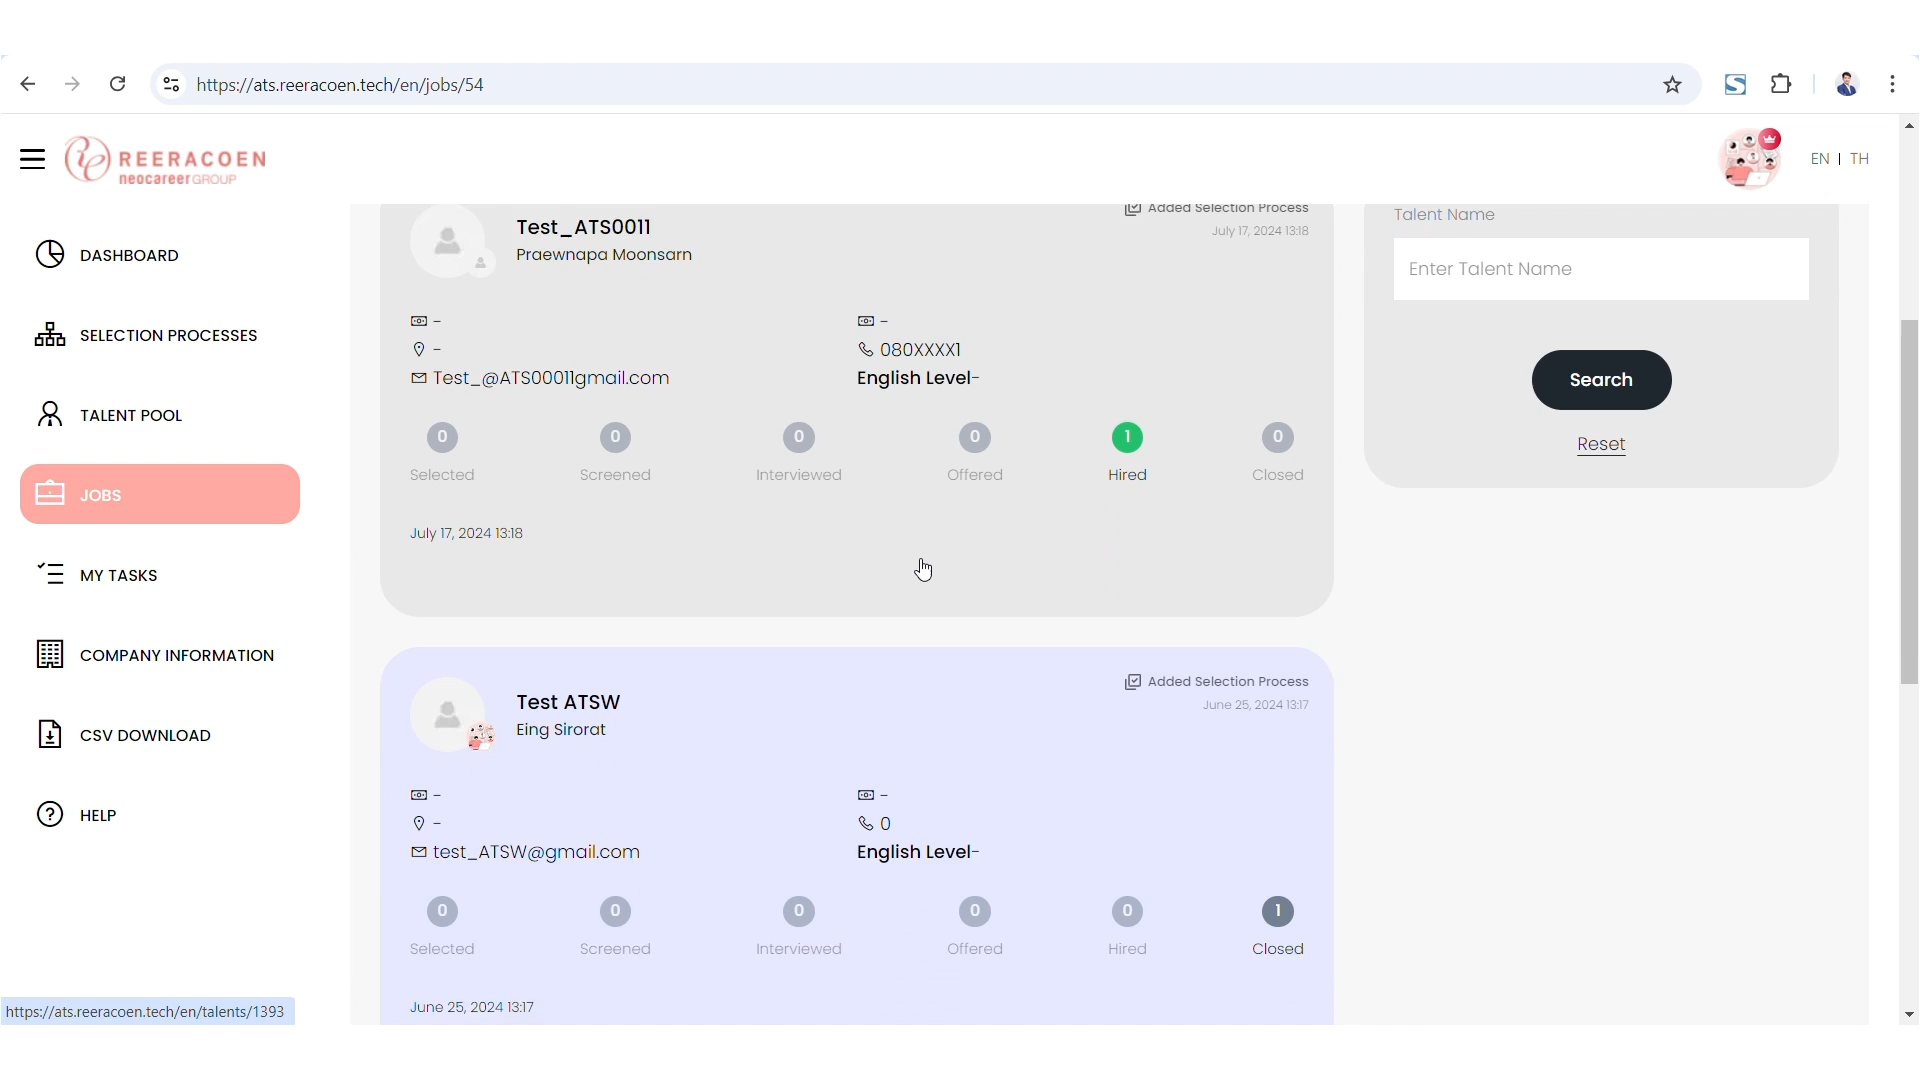 https://ats.reeracoen.tech/en/jobs/54
REERACOEN
neocareer GROUP
EN | TH
DASHBOARD
SELECTION PROCESSES
TALENT POOL
JOBS
MY TASKS
COMPANY INFORMATION
CSV DOWNLOAD
HELP
Test_ATS0011
Praewnapa Moonsarn
Added Selection Process
July 17, 2024 13:18
-
-
-
080XXXX1
Test_@ATS00011gmail.com
English Level-
0
0
0
0
1
0
Selected
Screened
Interviewed
Offered
Hired
Closed
July 17, 2024 13:18
Test ATSW
Eing Sirorat
Added Selection Process
June 25, 2024 13:17
-
-
-
0
test_ATSW@gmail.com
English Level-
0
0
0
0
0
1
Selected
Screened
Interviewed
Offered
Hired
Closed
June 25, 2024 13:17
Talent Name
Enter Talent Name
Search
Reset
https://ats.reeracoen.tech/en/talents/1393